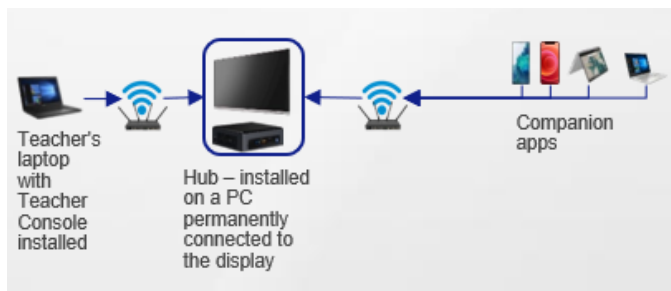 Teacher's
laptop
with
Teacher
Console
installed
Hub – installed
on a PC
permanently
connected to
the display
Companion
apps